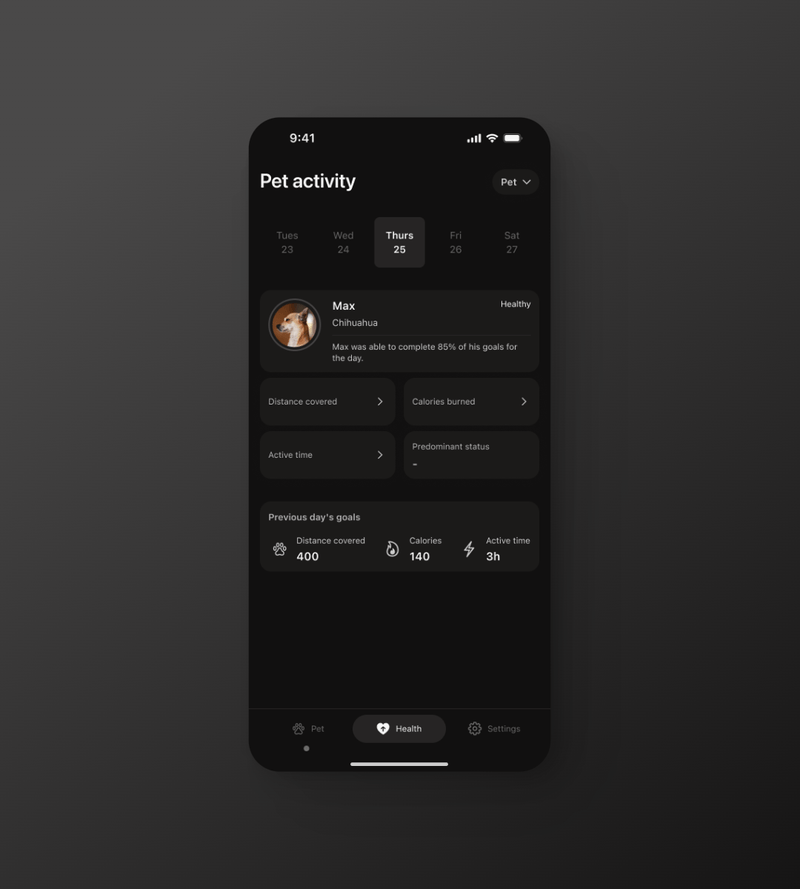 9:41
Pet activity
Pet
Tues Wed Thurs Fri Sat
23 24 25 26 27
Max
Healthy
Chihuahua
Max was able to complete 85% of his goals for
the day.
Distance covered
Calories burned
Active time
Predominant status
-
Previous day's goals
Distance covered Calories Active time
400 140 3h
Pet Health Settings